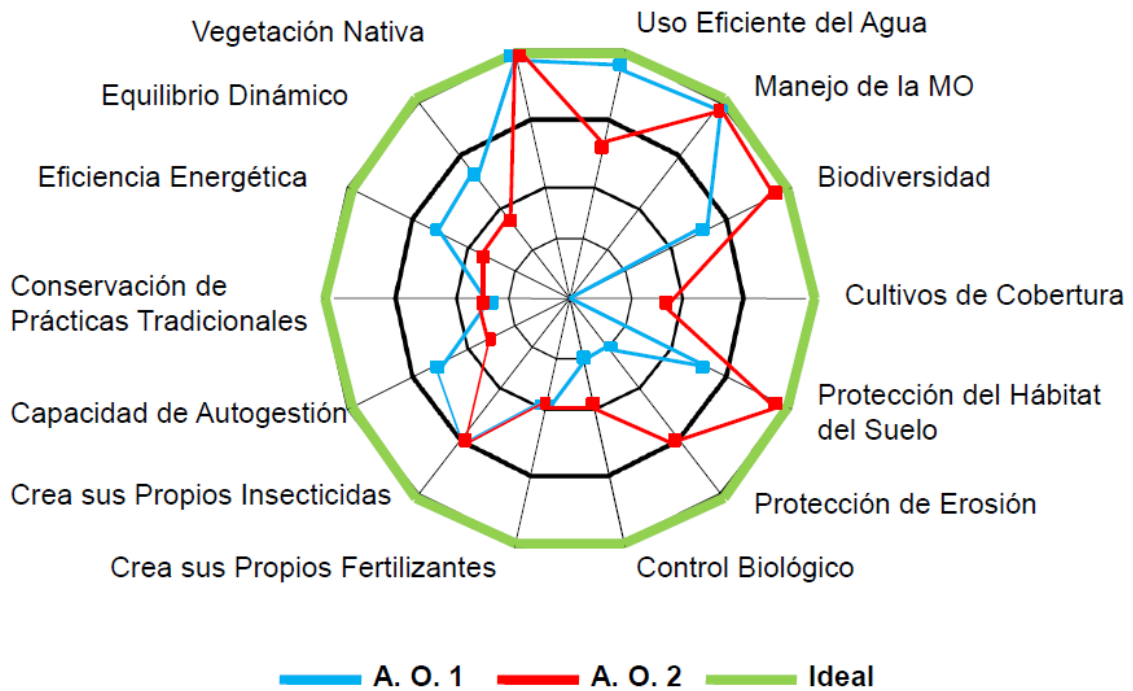 Vegetación Nativa
Uso Eficiente del Agua
Equilibrio Dinámico
Manejo de la MO
Eficiencia Energética
Biodiversidad
Conservación de
Prácticas Tradicionales
Cultivos de Cobertura
Capacidad de Autogestión
Protección del Hábitat
del Suelo
Crea sus Propios Insecticidas
Protección de Erosión
Crea sus Propios Fertilizantes
Control Biológico
A. O. 1
A. O. 2
Ideal